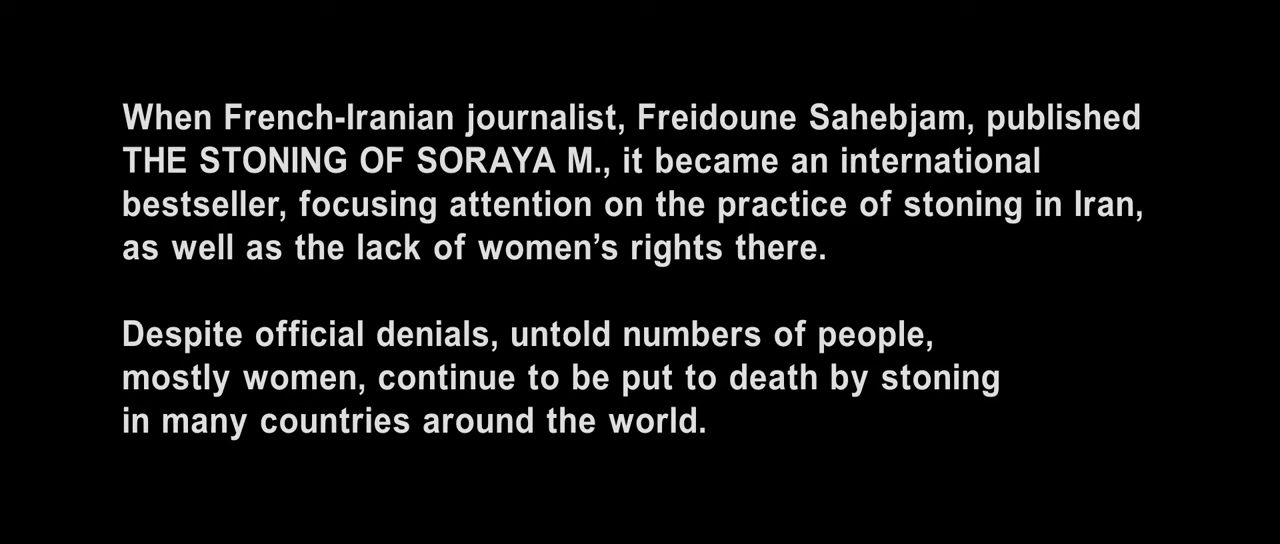 When French-Iranian journalist, Freidoune Sahebjam, published
THE STONING OF SORAYA M., it became an international
bestseller, focusing attention on the practice of stoning in Iran,
as well as the lack of women’s rights there.
Despite official denials, untold numbers of people,
mostly women, continue to be put to death by stoning
in many countries around the world.